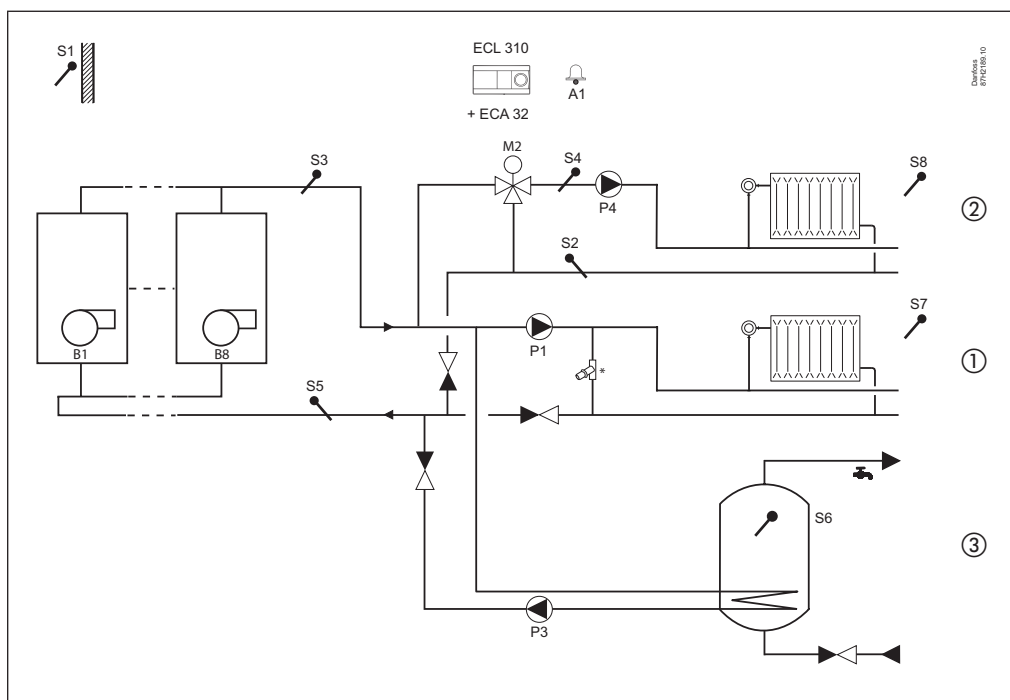 S1
ECL 310
A1
+ ECA 32
Danfoss
87H2189.10
M2
S3
S4
S8
P4
②
S2
S7
B1
B8
P1
*
①
S5
S6
③
P3